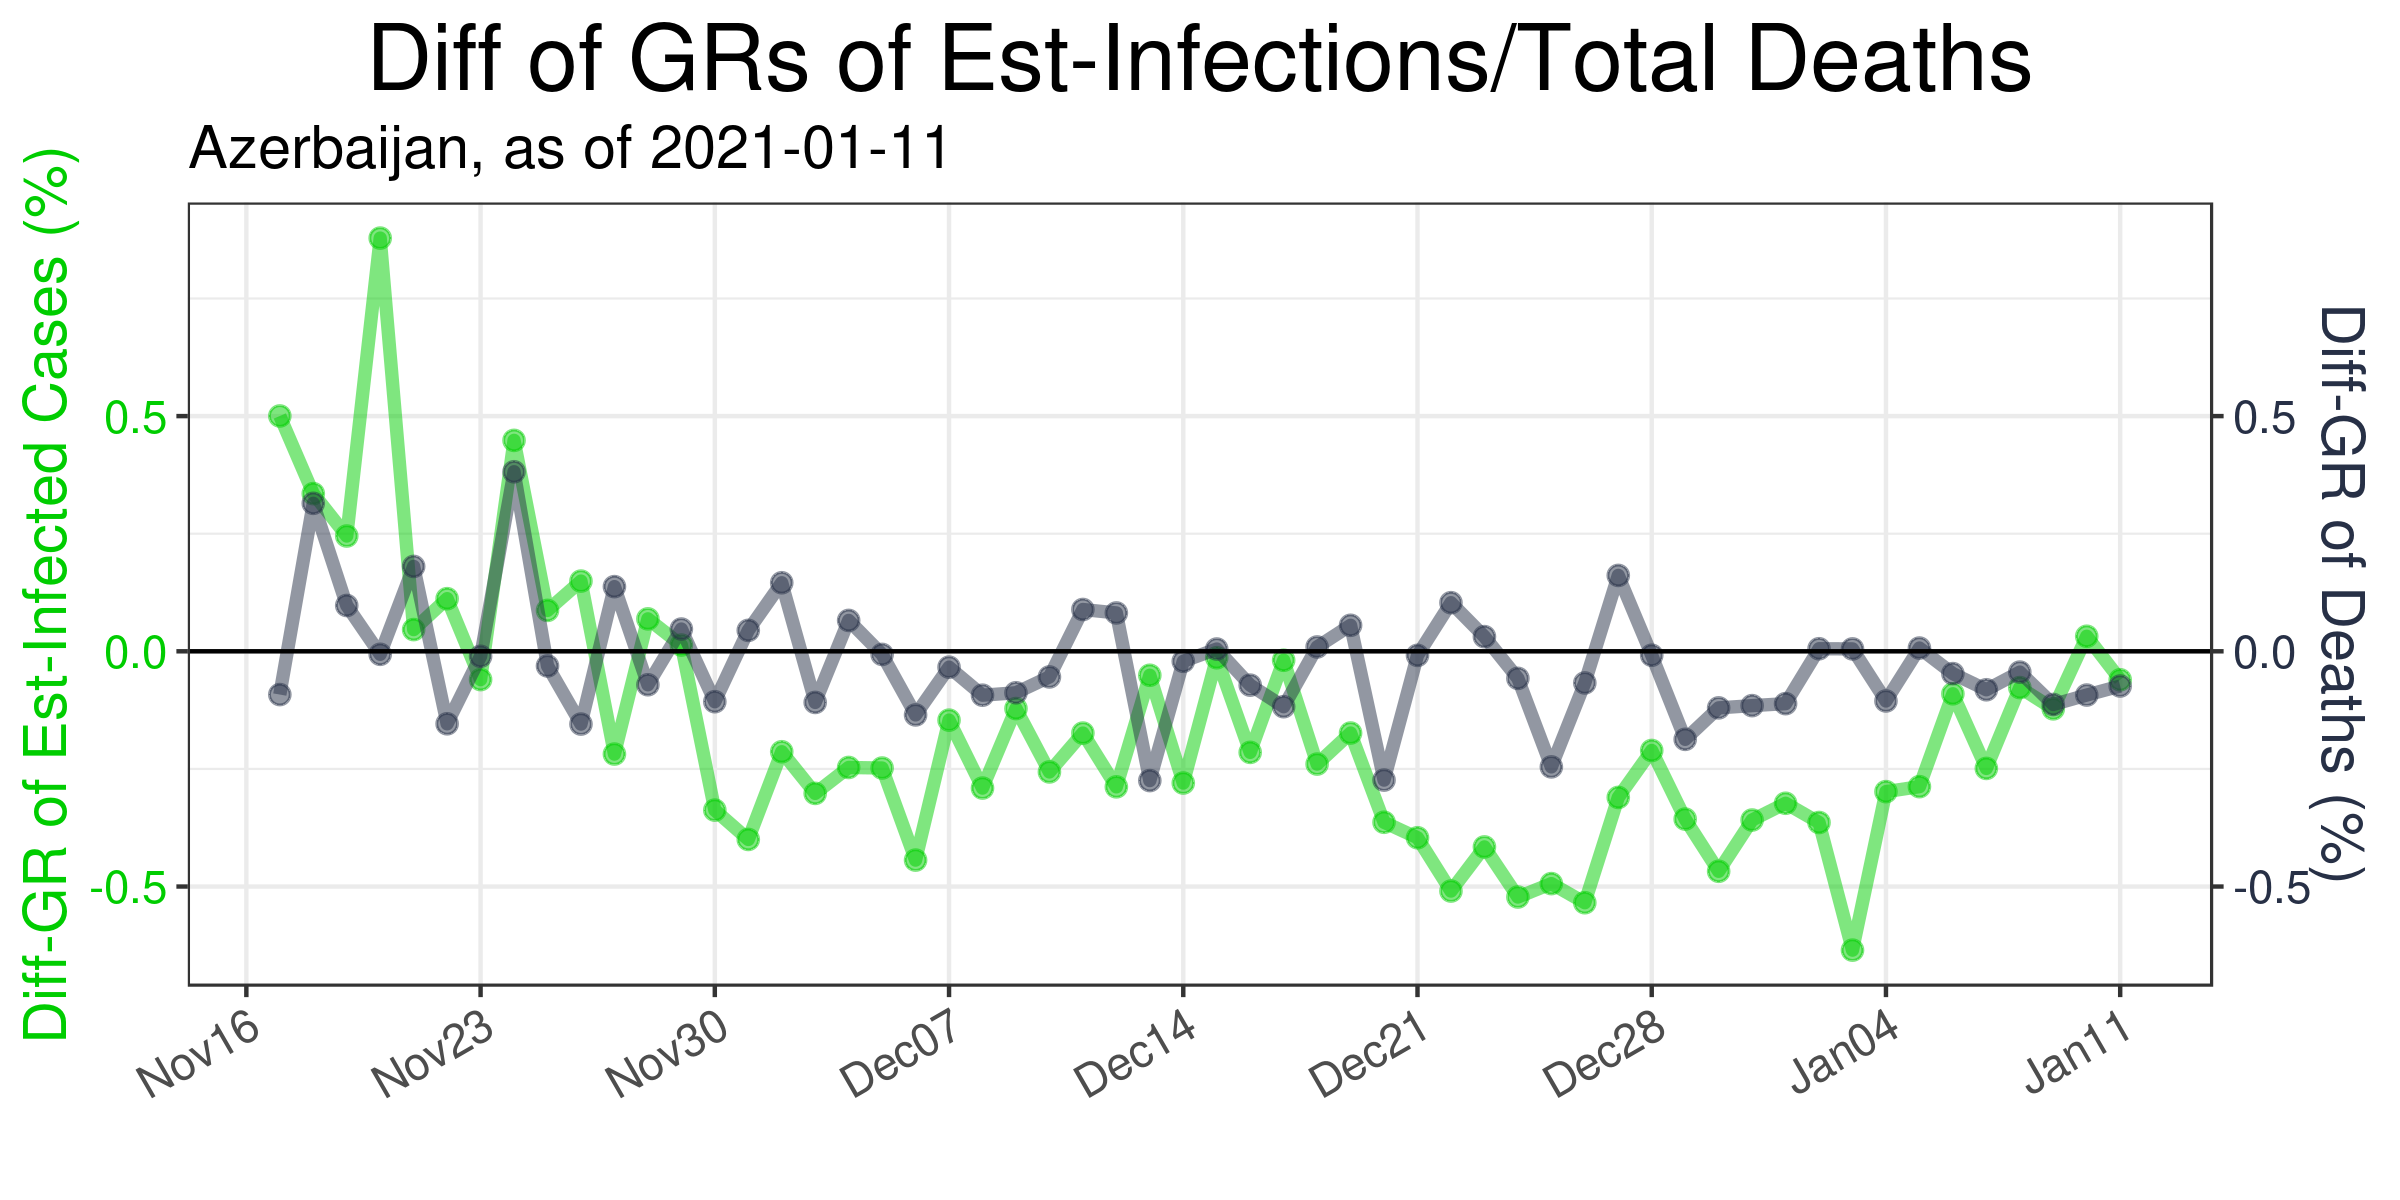 Diff of GRs of Est-Infections/Total Deaths
Azerbaijan, as of 2021-01-11
Diff-GR of Est-Infected Cases (%)
0.5
0.0
-0.5
0.5
0.0
-0.5
Diff-GR of Deaths (%)
Nov16
Nov23
Nov30
Dec07
Dec14
Dec21
Dec28
Jan04
Jan11